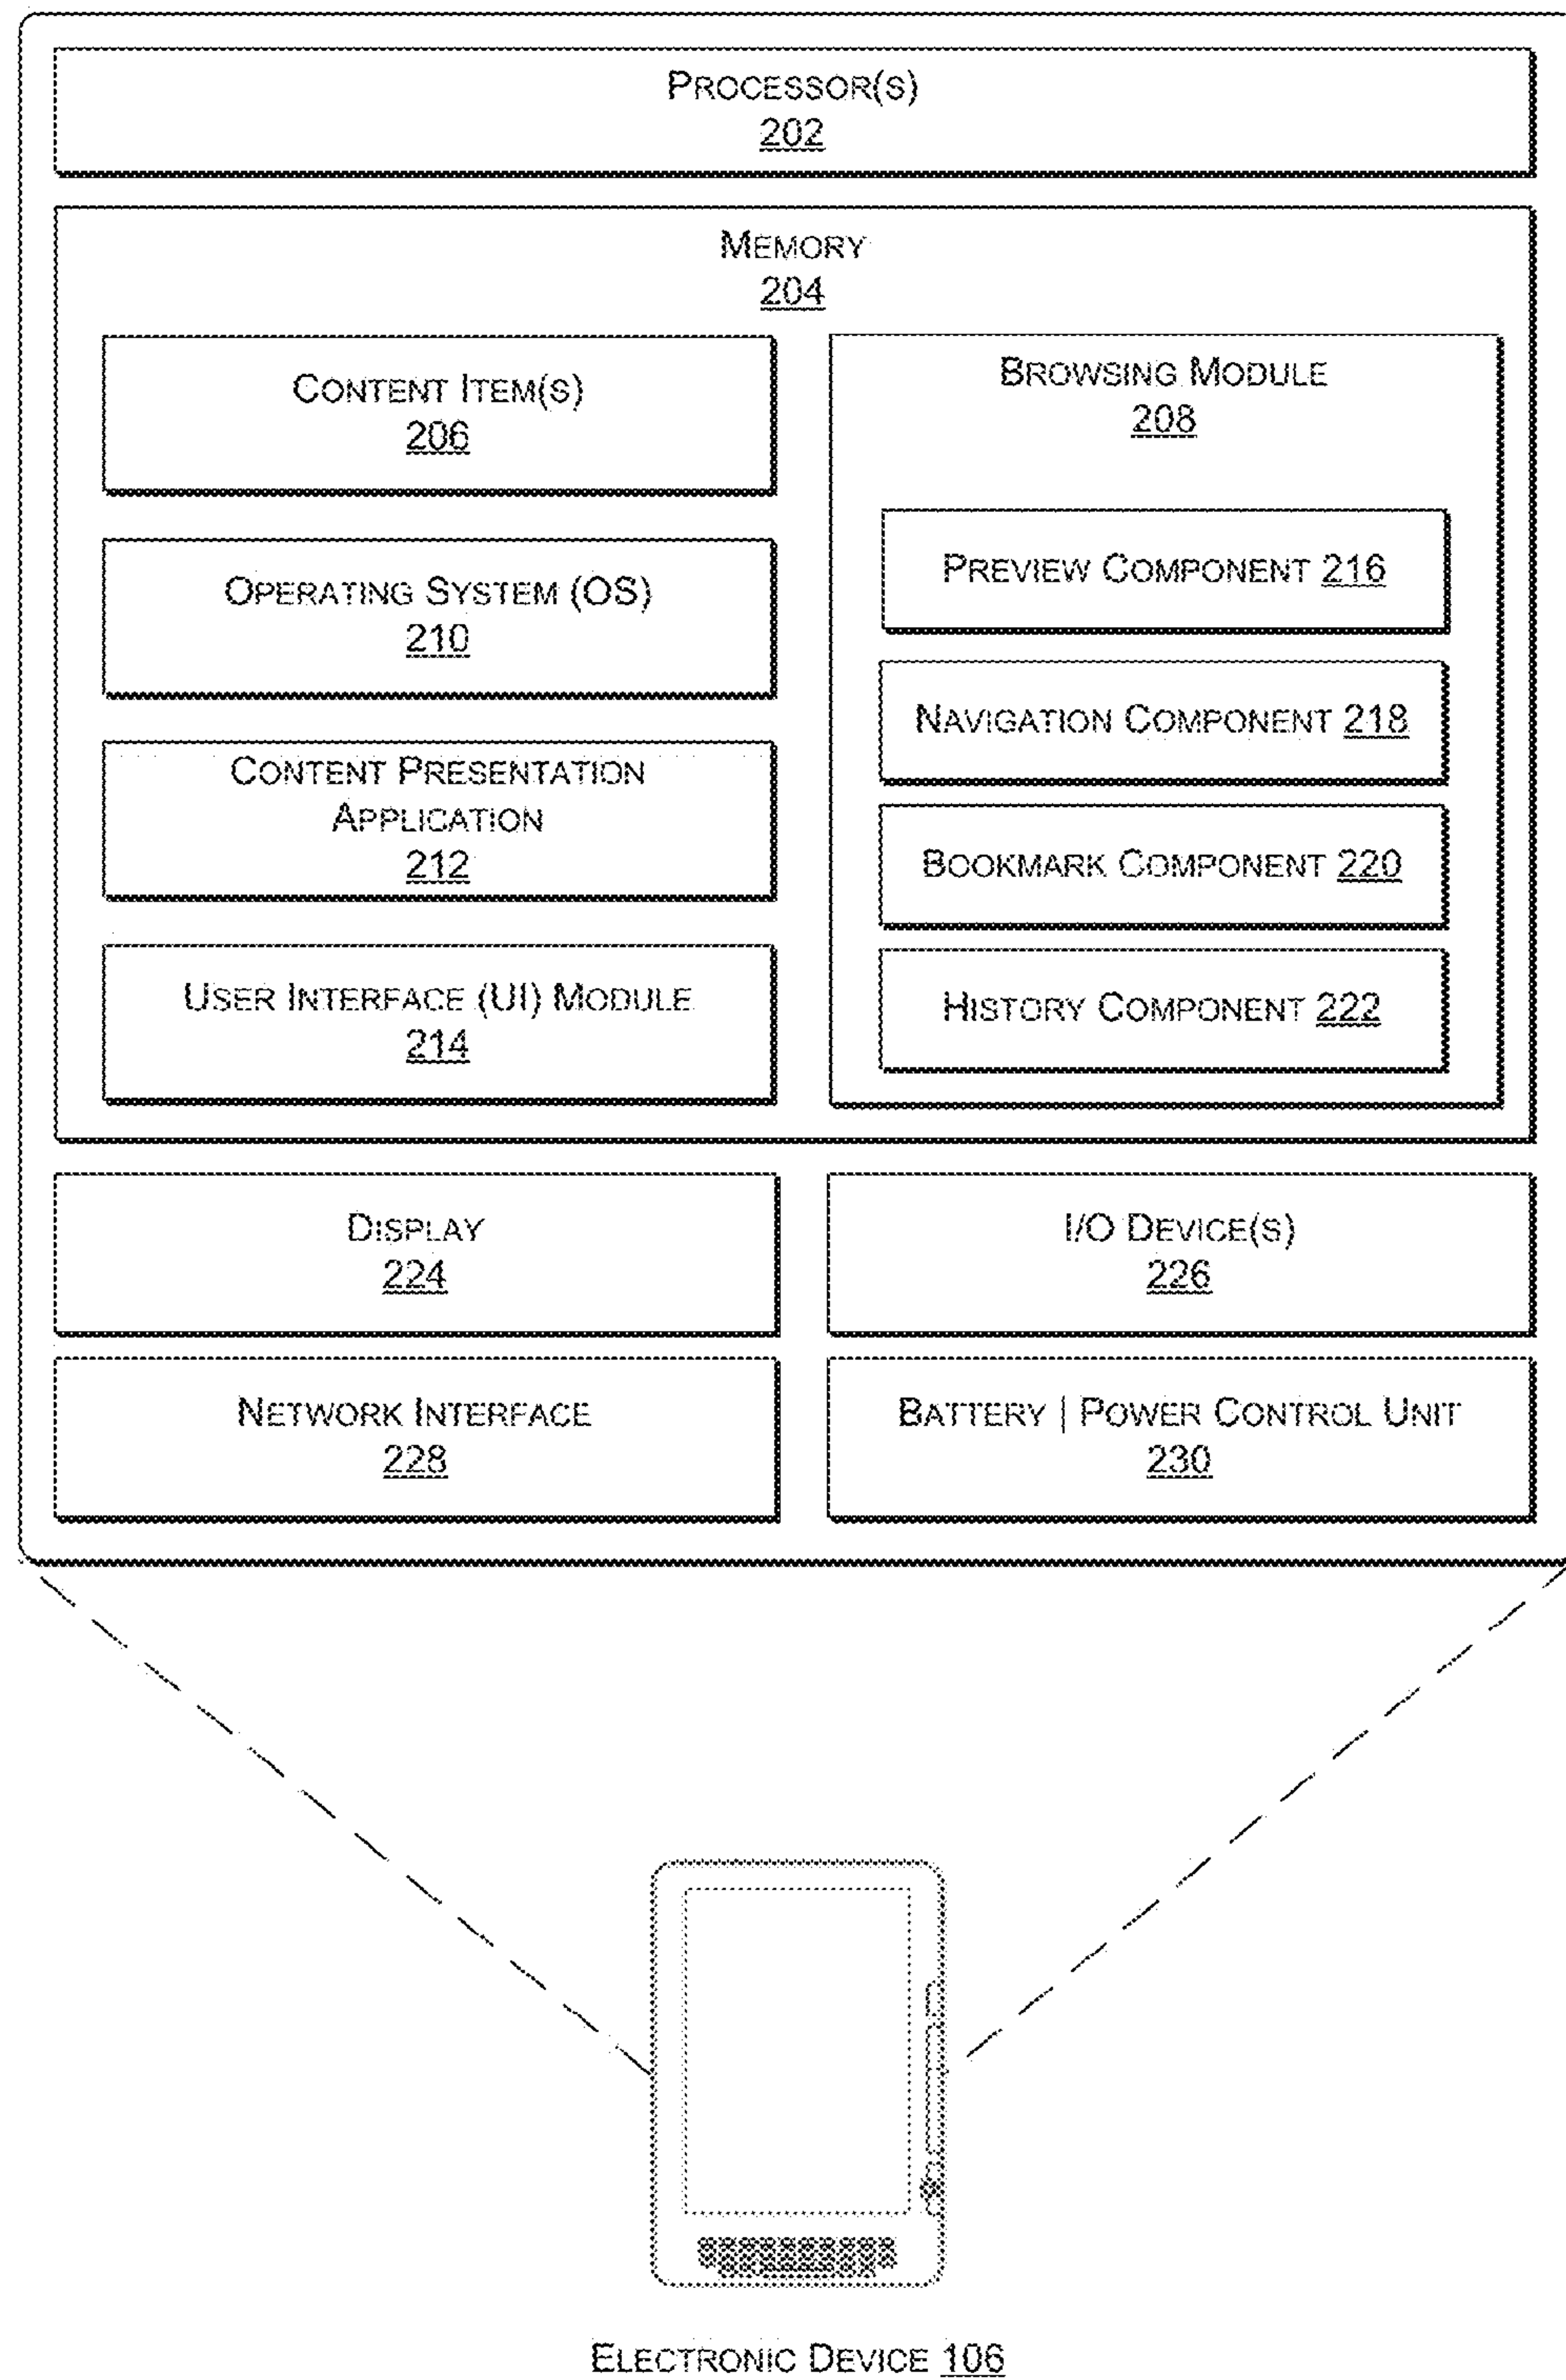 PROCESSOR(S)
202
MEMORY
204
CONTENT ITEM(S)
206
OPERATING SYSTEM (OS)
210
CONTENT PRESENTATION
APPLICATION
212
USER INTERFACE (UI) MODULE
214
BROWSING MODULE
208
PREVIEW COMPONENT 216
NAVIGATION COMPONENT 218
BOOKMARK COMPONENT 220
HISTORY COMPONENT 222
DISPLAY
224
I/O DEVICE(S)
226
NETWORK INTERFACE
228
BATTERY | POWER CONTROL UNIT
230
ELECTRONIC DEVICE 106